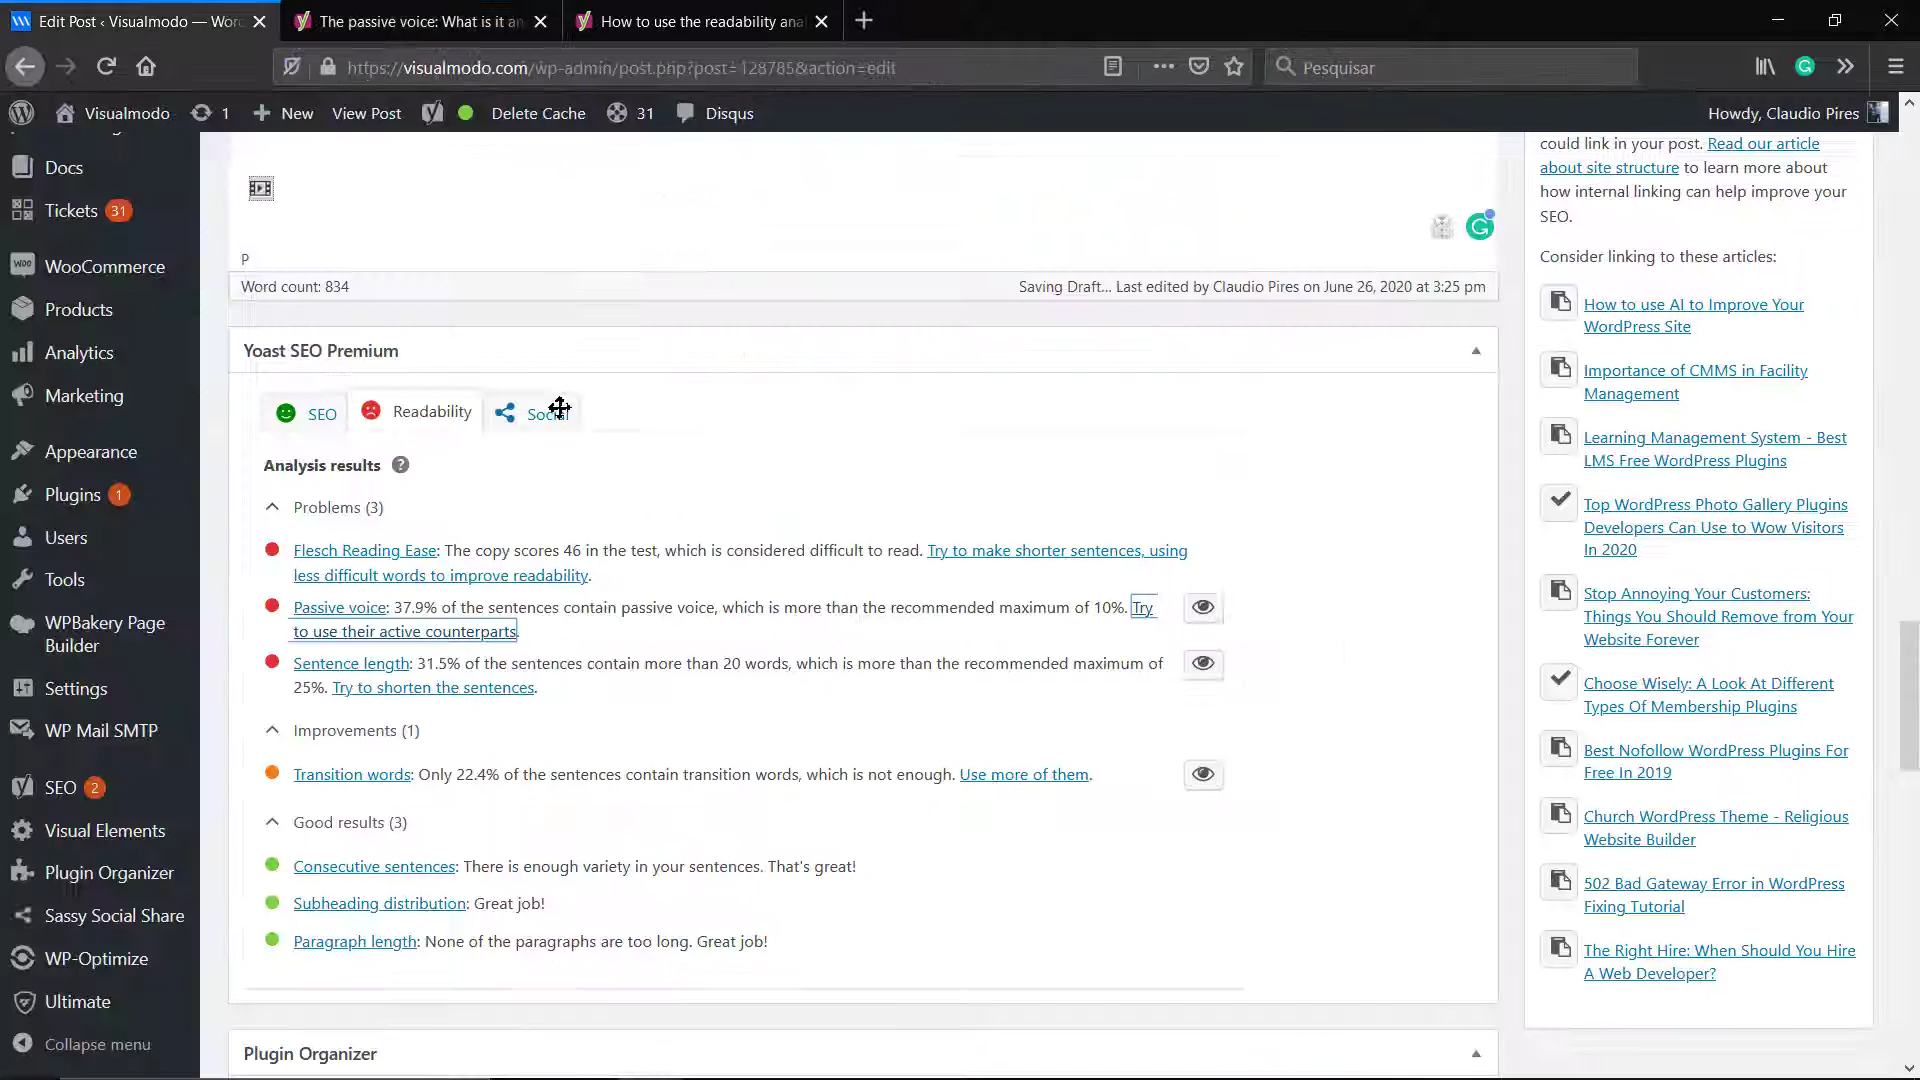 Edit Post ‹ Visualmodo — Wor
The passive voice: What is it an
How to use the readability ana
https://visualmodo.com/wp-admin/post.php?post=128785&action=edit
Pesquisar
Visualmodo
1
New
View Post
Delete Cache
31
Disqus
Howdy, Claudio Pires
Docs
Tickets 31
WooCommerce
Products
Analytics
Marketing
Appearance
Plugins 1
Users
Tools
WPBakery Page
Builder
Settings
WP Mail SMTP
SEO 2
Visual Elements
Plugin Organizer
Sassy Social Share
WP-Optimize
Ultimate
Collapse menu
P
Word count: 834
Saving Draft... Last edited by Claudio Pires on June 26, 2020 at 3:25 pm
Yoast SEO Premium
SEO
Readability
Social
Analysis results
Problems (3)
Flesch Reading Ease: The copy scores 46 in the test, which is considered difficult to read. Try to make shorter sentences, using
less difficult words to improve readability.
Passive voice: 37.9% of the sentences contain passive voice, which is more than the recommended maximum of 10%. Try
to use their active counterparts.
Sentence length: 31.5% of the sentences contain more than 20 words, which is more than the recommended maximum of
25%. Try to shorten the sentences.
Improvements (1)
Transition words: Only 22.4% of the sentences contain transition words, which is not enough. Use more of them.
Good results (3)
Consecutive sentences: There is enough variety in your sentences. That's great!
Subheading distribution: Great job!
Paragraph length: None of the paragraphs are too long. Great job!
Plugin Organizer
could link in your post. Read our article
about site structure to learn more about
how internal linking can help improve your
SEO.
Consider linking to these articles:
How to use AI to Improve Your
WordPress Site
Importance of CMMS in Facility
Management
Learning Management System - Best
LMS Free WordPress Plugins
Top WordPress Photo Gallery Plugins
Developers Can Use to Wow Visitors
In 2020
Stop Annoying Your Customers:
Things You Should Remove from Your
Website Forever
Choose Wisely: A Look At Different
Types Of Membership Plugins
Best Nofollow WordPress Plugins For
Free In 2019
Church WordPress Theme - Religious
Website Builder
502 Bad Gateway Error in WordPress
Fixing Tutorial
The Right Hire: When Should You Hire
A Web Developer?